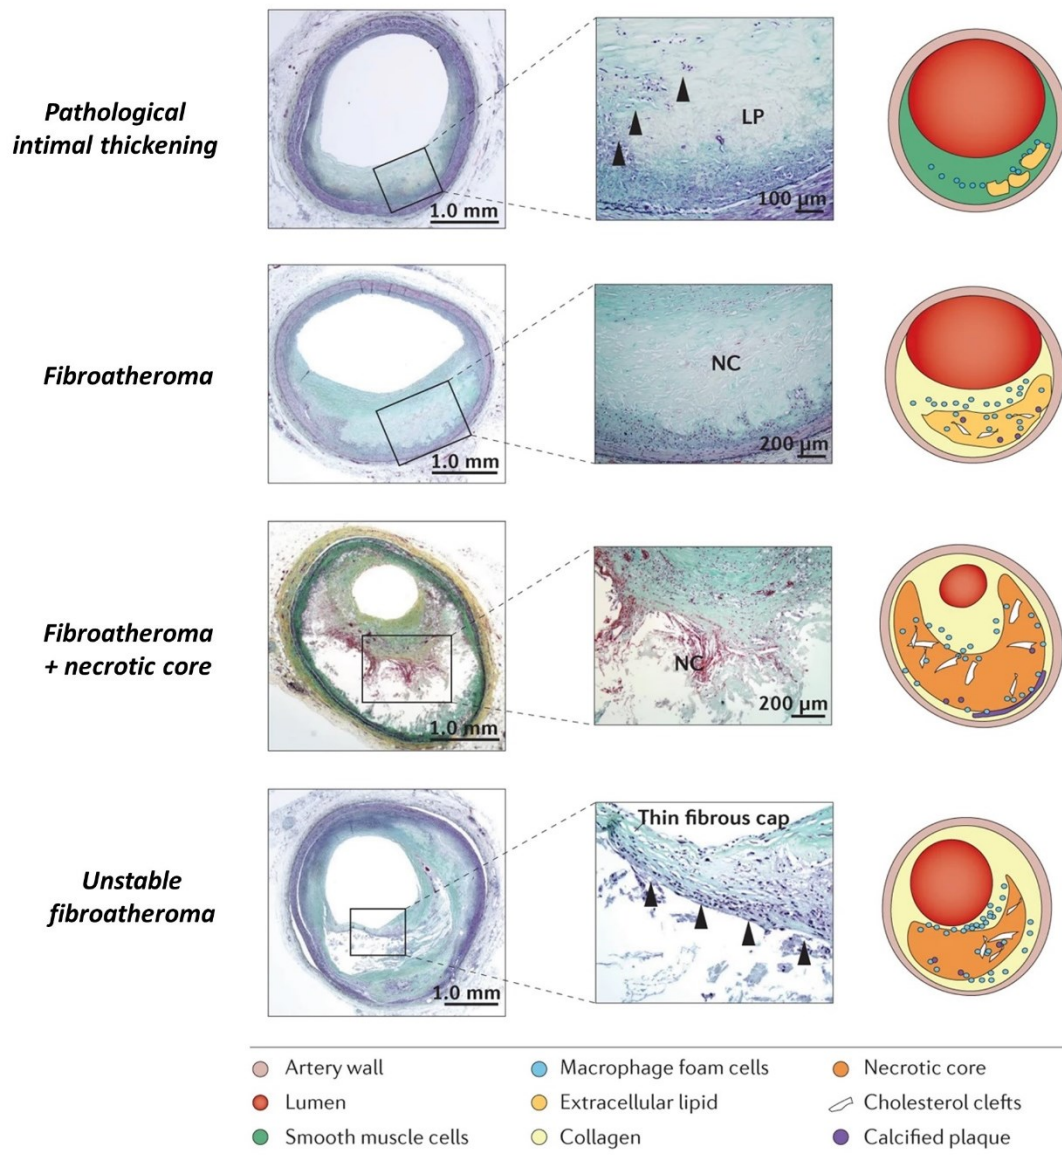 Pathological
intimal thickening
1.0 mm
LP
100 µm
Fibroatheroma
1.0 mm
NC
200 µm
Fibroatheroma
+ necrotic core
1.0 mm
NC
200 µm
Unstable
fibroatheroma
1.0 mm
Thin fibrous cap
Artery wall
Macrophage foam cells
Necrotic core
Lumen
Extracellular lipid
Cholesterol clefts
Smooth muscle cells
Collagen
Calcified plaque